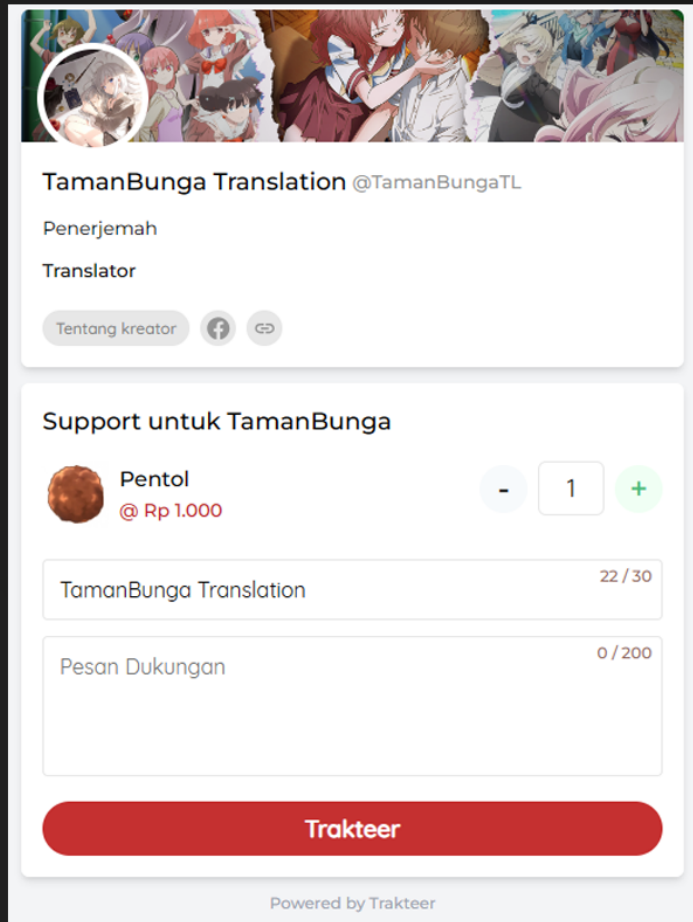 TamanBunga Translation @TamanBungaTL
Penerjemah
Translator
Tentang kreator
Support untuk TamanBunga
Pentol
@ Rp 1.000
- 1 +
TamanBunga Translation 22 / 30
Pesan Dukungan 0 / 200
Trakteer
Powered by Trakteer